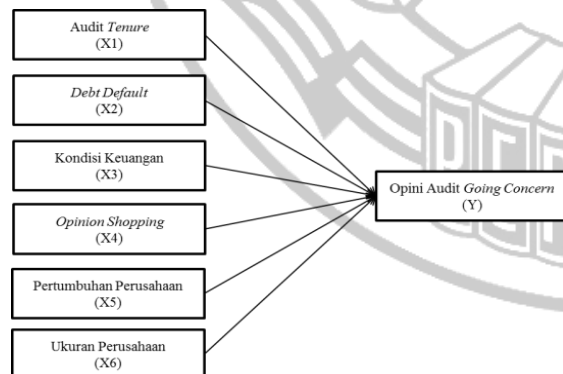 Audit Tenure
(X1)
Debt Default
(X2)
Kondisi Keuangan
(X3)
Opinion Shopping
(X4)
Pertumbuhan Perusahaan
(X5)
Ukuran Perusahaan
(X6)
Opini Audit Going Concern
(Y)